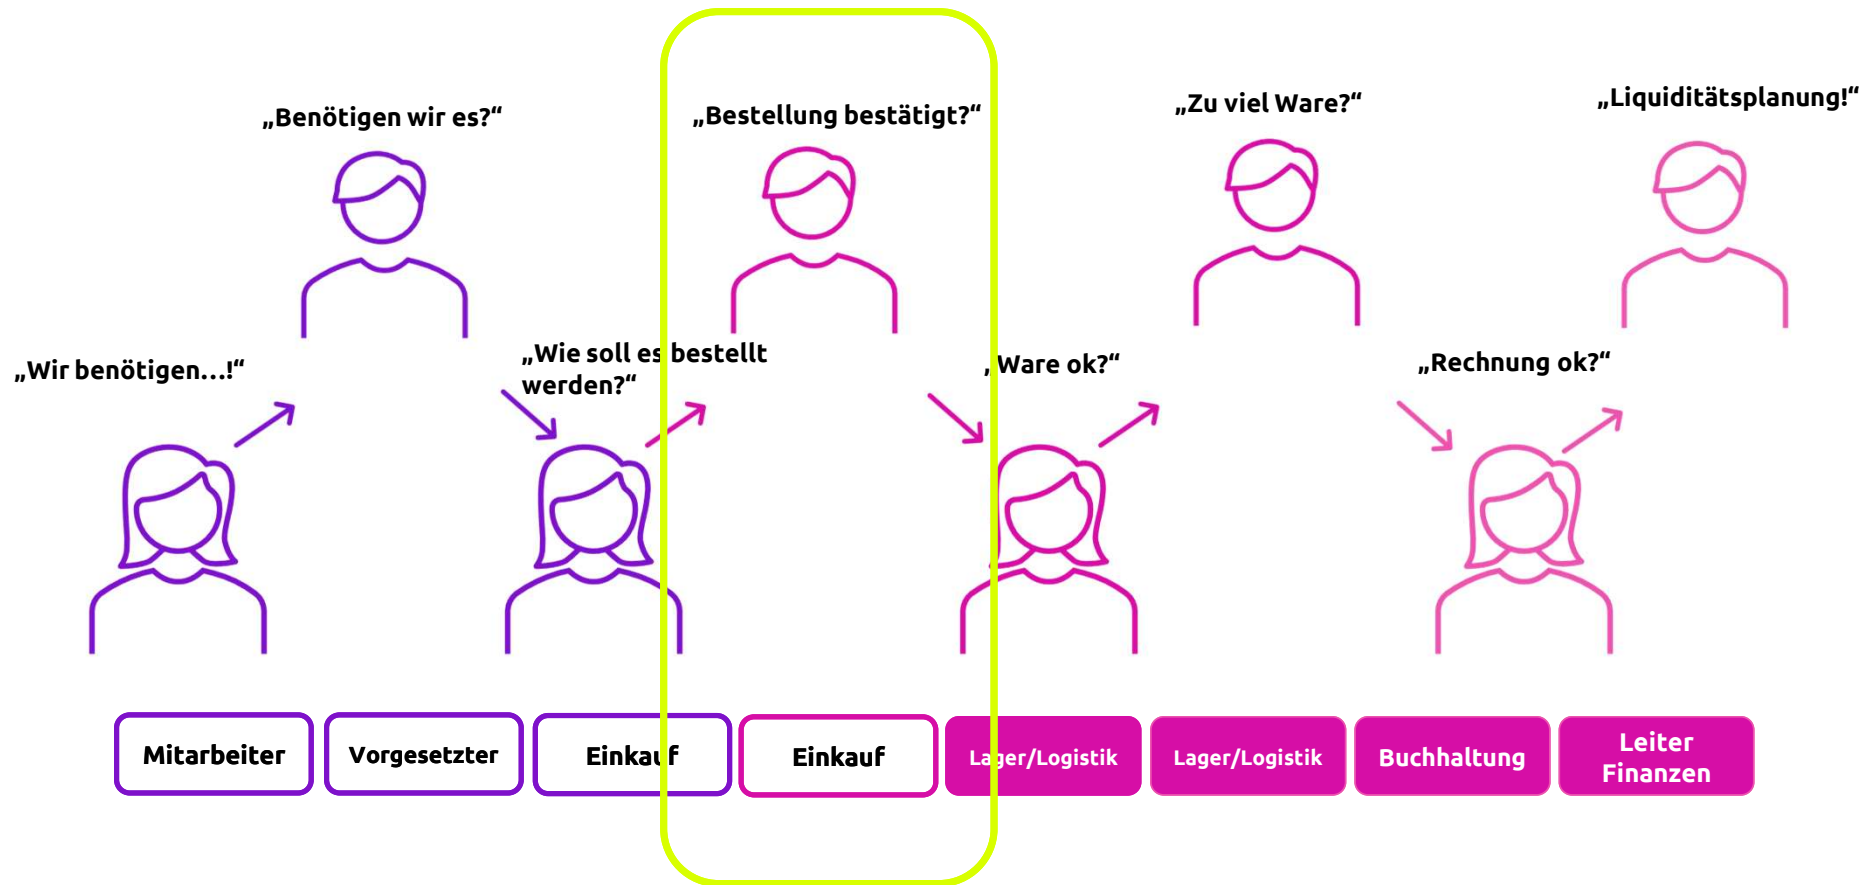 „Benötigen wir es?“
„Bestellung bestätigt?“
„Zu viel Ware?“
„Liquiditätsplanung!“
„Wir benötigen…!“
„Wie soll es bestellt
werden?“
„Ware ok?“
„Rechnung ok?“
Mitarbeiter
Vorgesetzter
Einkauf
Einkauf
Lager/Logistik
Lager/Logistik
Buchhaltung
Leiter
Finanzen